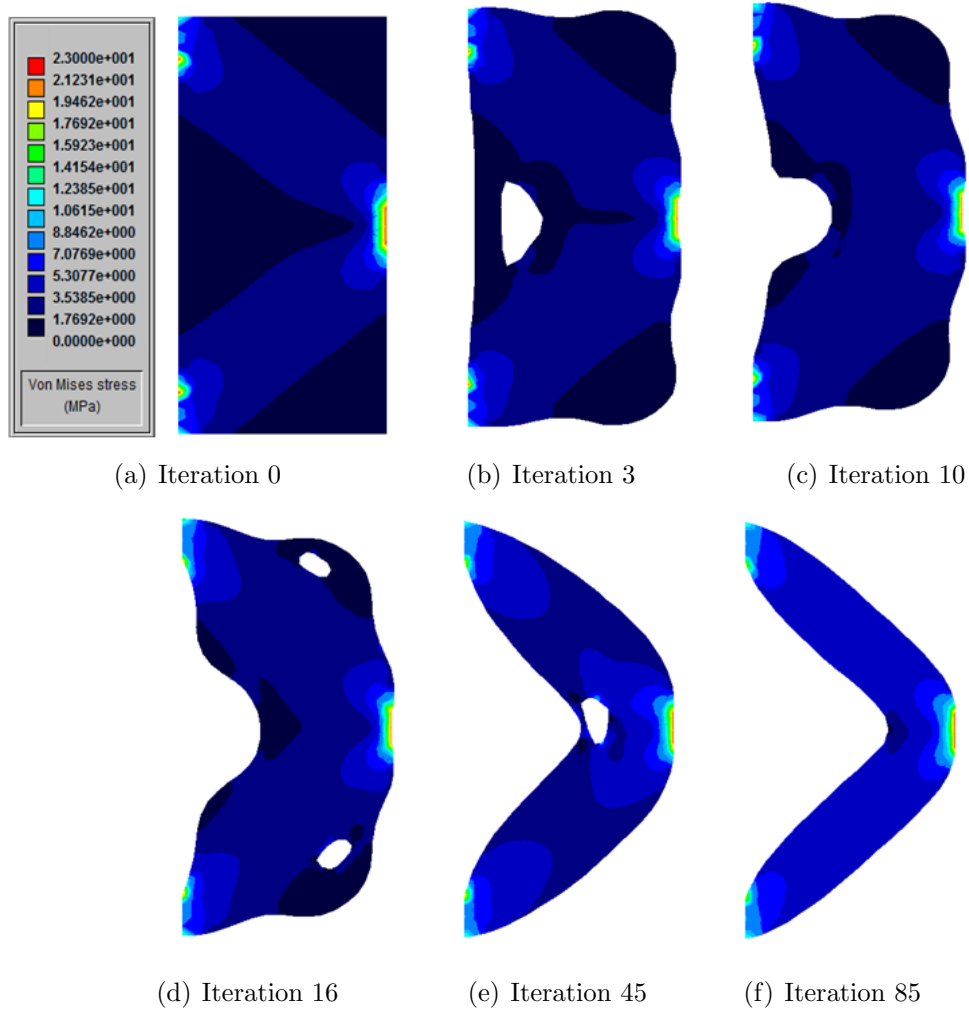 2.3000e+001
2.1231e+001
1.9462e+001
1.7692e+001
1.5923e+001
1.4154e+001
1.2385e+001
1.0615e+001
8.8462e+000
7.0769e+000
5.3077e+000
3.5385e+000
1.7692e+000
0.0000e+000
Von Mises stress
(MPa)
(a) Iteration 0
(b) Iteration 3
(c) Iteration 10
(d) Iteration 16
(e) Iteration 45
(f) Iteration 85